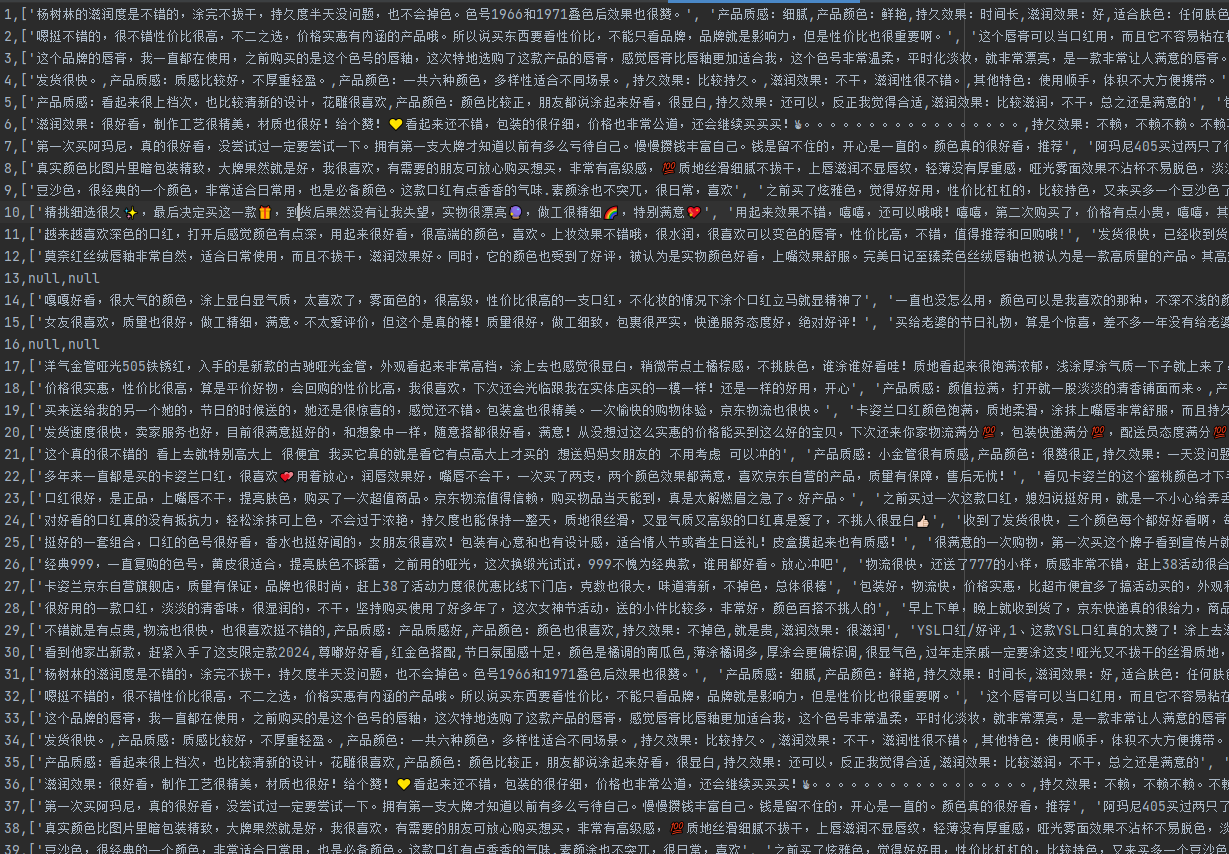 1,['杨树林的滋润度是不错的，涂完不拔干，持久度半天没问题，也不会掉色。色号1966和1971叠色后效果也很赞。', '产品质感：细腻,产品颜色：鲜艳,持久效果：时间长,滋润效果：好,适合肤色：任何肤色
2,['嗯挺不错的，很不错性价比很高，不二之选，价格实惠有内涵的产品哦。所以说买东西要看性价比，不能只看品牌，品牌就是影响力，但是性价比也很重要啊。', '这个唇膏可以当口红用，而且它不容易粘在
3,['这个品牌的唇膏，我一直都在使用，之前购买的是这个色号的唇釉，这次特地选购了这款产品的唇膏，感觉唇膏比唇釉更加适合我，这个色号非常温柔，平时化淡妆，就非常漂亮，是一款非常让人满意的唇膏
4,['发货很快。,产品质感：质感比较好，不厚重轻盈。,产品颜色：一共六种颜色，多样性适合不同场景。,持久效果：比较持久。,滋润效果：不干，滋润性很不错。,其他特色：使用顺手，体积不大方便携带。'
5,['产品质感：看起来很上档次，也比较清新的设计，花雕很喜欢,产品颜色：颜色比较正，朋友都说涂起来好看，很显白,持久效果：还可以，反正我觉得合适,滋润效果：比较滋润，不干，总之还是满意的', '
6,['滋润效果：很好看，制作工艺很精美，材质也很好！给个赞！💛看起来还不错，包装的很仔细，价格也非常公道，还会继续买买买！✌。。。。。。。。。。。。。。。。。。,持久效果：不赖，不赖不赖。不
7,['第一次买阿玛尼，真的很好看，没尝试过一定要尝试一下。拥有第一支大牌才知道以前有多么亏待自己。慢慢攒钱丰富自己。钱是留不住的，开心是一直的。颜色真的很好看，推荐', '阿玛尼405买过两只了
8,['真实颜色比图片里暗包装精致，大牌果然就是好，我很喜欢，有需要的朋友可放心购买想买，非常有高级感，💯质地丝滑细腻不拔干，上唇滋润不显唇纹，轻薄没有厚重感，哑光雾面效果不沾杯不易脱色，淡
9,['豆沙色，很经典的一个颜色，非常适合日常用，也是必备颜色。这款口红有点香香的气味,素颜涂也不突兀，很日常，喜欢', '之前买了炫雅色，觉得好好用，性价比杠杠的，比较持色，又来买多一个豆沙色了
10,['精挑细选很久✨，最后决定买这一款🎁，到货后果然没有让我失望，实物很漂亮🔮，做工很精细🌈，特别满意💖', '用起来效果不错，嘻嘻，还可以哦哦！嘻嘻，第二次购买了，价格有点小贵，嘻嘻，其
11,['越来越喜欢深色的口红，打开后感觉颜色有点深，用起来很好看，很高端的颜色，喜欢。上妆效果不错哦，很水润，很喜欢可以变色的唇膏，性价比高，不错，值得推荐和回购哦!', '发货很快，已经收到货
12,['莫奈红丝绒唇釉非常自然，适合日常使用，而且不拔干，滋润效果好。同时，它的颜色也受到了好评，被认为是实物颜色好看，上嘴效果舒服。完美日记至臻柔色丝绒唇釉也被认为是一款高质量的产品。其高
13,null,null
14,['嘎嘎好看，很大气的颜色，涂上显白显气质，太喜欢了，雾面色的，很高级，性价比很高的一支口红，不化妆的情况下涂个口红立马就显精神了', '一直也没怎么用，颜色可以是我喜欢的那种，不深不浅的颜
15,['女友很喜欢，质量也很好，做工精细，满意。不太爱评价，但这个是真的棒！质量很好，做工细致，包裹很严实，快递服务态度好，绝对好评！', '买给老婆的节日礼物，算是个惊喜，差不多一年没有给老婆
16,null,null
17,['洋气金管哑光505铁锈红，入手的是新款的古驰哑光金管，外观看起来非常高档，涂上去也感觉很显白，稍微带点土橘棕感，不挑肤色，谁涂谁好看哇！质地看起来很饱满浓郁，浅涂厚涂气质一下子就上来了，
18,['价格很实惠，性价比很高，算是平价好物，会回购的性价比高，我很喜欢，下次还会光临跟我在实体店买的一模一样！还是一样的好用，开心', '产品质感：颜值拉满，打开就一股淡淡的清香铺面而来。,产
19,['买来送给我的另一个她的，节日的时候送的，她还是很惊喜的，感觉还不错。包装盒也很精美。一次愉快的购物体验，京东物流也很快。', '卡姿兰口红颜色饱满，质地柔滑，涂抹上嘴唇非常舒服，而且持久
20,['发货速度很快，卖家服务也好，目前很满意挺好的，和想象中一样，随意搭都很好看，满意！从没想过这么实惠的价格能买到这么好的宝贝，下次还来你家物流满分💯，包装快递满分💯，配送员态度满分💯
21,['这个真的很不错的 看上去就特别高大上 很便宜 我买它真的就是看它有点高大上才买的 想送妈妈女朋友的 不用考虑 可以冲的', '产品质感：小金管很有质感,产品颜色：很赞很正,持久效果：一天没问题
22,['多年来一直都是买的卡姿兰口红，很喜欢💕用着放心，润唇效果好，嘴唇不会干，一次买了两支，两个颜色效果都满意，喜欢京东自营的产品，质量有保障，售后无忧！', '看见卡姿兰的这个蜜桃颜色才下手
23,['口红很好，是正品，上嘴唇不干，提亮肤色，购买了一次超值商品。京东物流值得信赖，购买物品当天能到，真是太解燃眉之急了。好产品。', '之前买过一次这款口红，媳妇说挺好用，就是一不小心给弄丢
24,['对好看的口红真的没有抵抗力，轻松涂抹可上色，不会过于浓艳，持久度也能保持一整天，质地很丝滑，又显气质又高级的口红真是爱了，不挑人很显白👍🏻', '收到了发货很快，三个颜色每个都好好看啊，每
25,['挺好的一套组合，口红的色号很好看，香水也挺好闻的，女朋友很喜欢！包装有心意和也有设计感，适合情人节或者生日送礼！皮盒摸起来也有质感！', '很满意的一次购物，第一次买这个牌子看到宣传片就
26,['经典999，一直复购的色号，黄皮很适合，提亮肤色不踩雷，之前用的哑光，这次换缎光试试，999不愧为经典款，谁用都好看。放心冲吧', '物流很快，还送了777的小样，质感非常不错，赶上38活动很合
27,['卡姿兰京东自营旗舰店，质量有保证，品牌也很时尚，赶上38了活动力度很优惠比线下门店，克数也很大，味道清新，不掉色，总体很棒', '包装好，物流快，价格实惠，比超市便宜多了搞活动买的，外观和
28,['很好用的一款口红，淡淡的清香味，很湿润的，不干，坚持购买使用了好多年了，这次女神节活动，送的小件比较多，非常好，颜色百搭不挑人的', '早上下单，晚上就收到货了，京东快递真的给力，商品
29,['不错就是有点贵,物流也很快，也很喜欢挺不错的,产品质感：产品质感好,产品颜色：颜色也很喜欢,持久效果：不掉色,就是贵,滋润效果：很滋润', 'YSL口红/好评,1、这款YSL口红真的太赞了！涂上去滋
30,['看到他家出新款，赶紧入手了这支限定款2024,尊嘟好好看,红金色搭配,节日氛围感十足，颜色是橘调的南瓜色,薄涂橘调多,厚涂会更偏棕调,很显气色,过年走亲戚一定要涂这支!哑光又不拔干的丝滑质地，
31,['杨树林的滋润度是不错的，涂完不拔干，持久度半天没问题，也不会掉色。色号1966和1971叠色后效果也很赞。', '产品质感：细腻,产品颜色：鲜艳,持久效果：时间长,滋润效果：好,适合肤色：任何肤
32,['嗯挺不错的，很不错性价比很高，不二之选，价格实惠有内涵的产品哦。所以说买东西要看性价比，不能只看品牌，品牌就是影响力，但是性价比也很重要啊。', '这个唇膏可以当口红用，而且它不容易粘在
33,['这个品牌的唇膏，我一直都在使用，之前购买的是这个色号的唇釉，这次特地选购了这款产品的唇膏，感觉唇膏比唇釉更加适合我，这个色号非常温柔，平时化淡妆，就非常漂亮，是一款非常让人满意的唇膏
34,['发货很快。,产品质感：质感比较好，不厚重轻盈。,产品颜色：一共六种颜色，多样性适合不同场景。,持久效果：比较持久。,滋润效果：不干，滋润性很不错。,其他特色：使用顺手，体积不大方便携带。
35,['产品质感：看起来很上档次，也比较清新的设计，花雕很喜欢,产品颜色：颜色比较正，朋友都说涂起来好看，很显白,持久效果：还可以，反正我觉得合适,滋润效果：比较滋润，不干，总之还是满意的', '
36,['滋润效果：很好看，制作工艺很精美，材质也很好！给个赞！💛看起来还不错，包装的很仔细，价格也非常公道，还会继续买买买！✌。。。。。。。。。。。。。。。。。。,持久效果：不赖，不赖不赖。不
37,['第一次买阿玛尼，真的很好看，没尝试过一定要尝试一下。拥有第一支大牌才知道以前有多么亏待自己。慢慢攒钱丰富自己。钱是留不住的，开心是一直的。颜色真的很好看，推荐', '阿玛尼405买过两只了
38,['真实颜色比图片里暗包装精致，大牌果然就是好，我很喜欢，有需要的朋友可放心购买想买，非常有高级感，💯质地丝滑细腻不拔干，上唇滋润不显唇纹，轻薄没有厚重感，哑光雾面效果不沾杯不易脱色，淡
39,['豆沙色，很经典的一个颜色，非常适合日常用，也是必备颜色。这款口红有点香香的气味,素颜涂也不突兀，很日常，喜欢', '之前买了炫雅色，觉得好好用，性价比杠杠的，比较持色，又来买多一个豆沙色